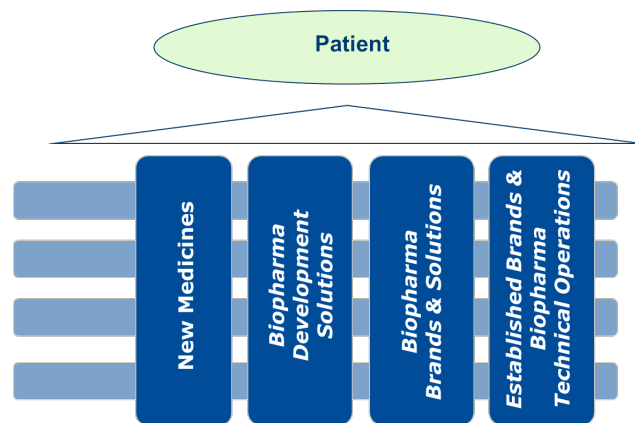 Patient
New Medicines
Biopharma
Development
Solutions
Biopharma
Brands & Solutions
Established Brands &
Biopharma
Technical Operations